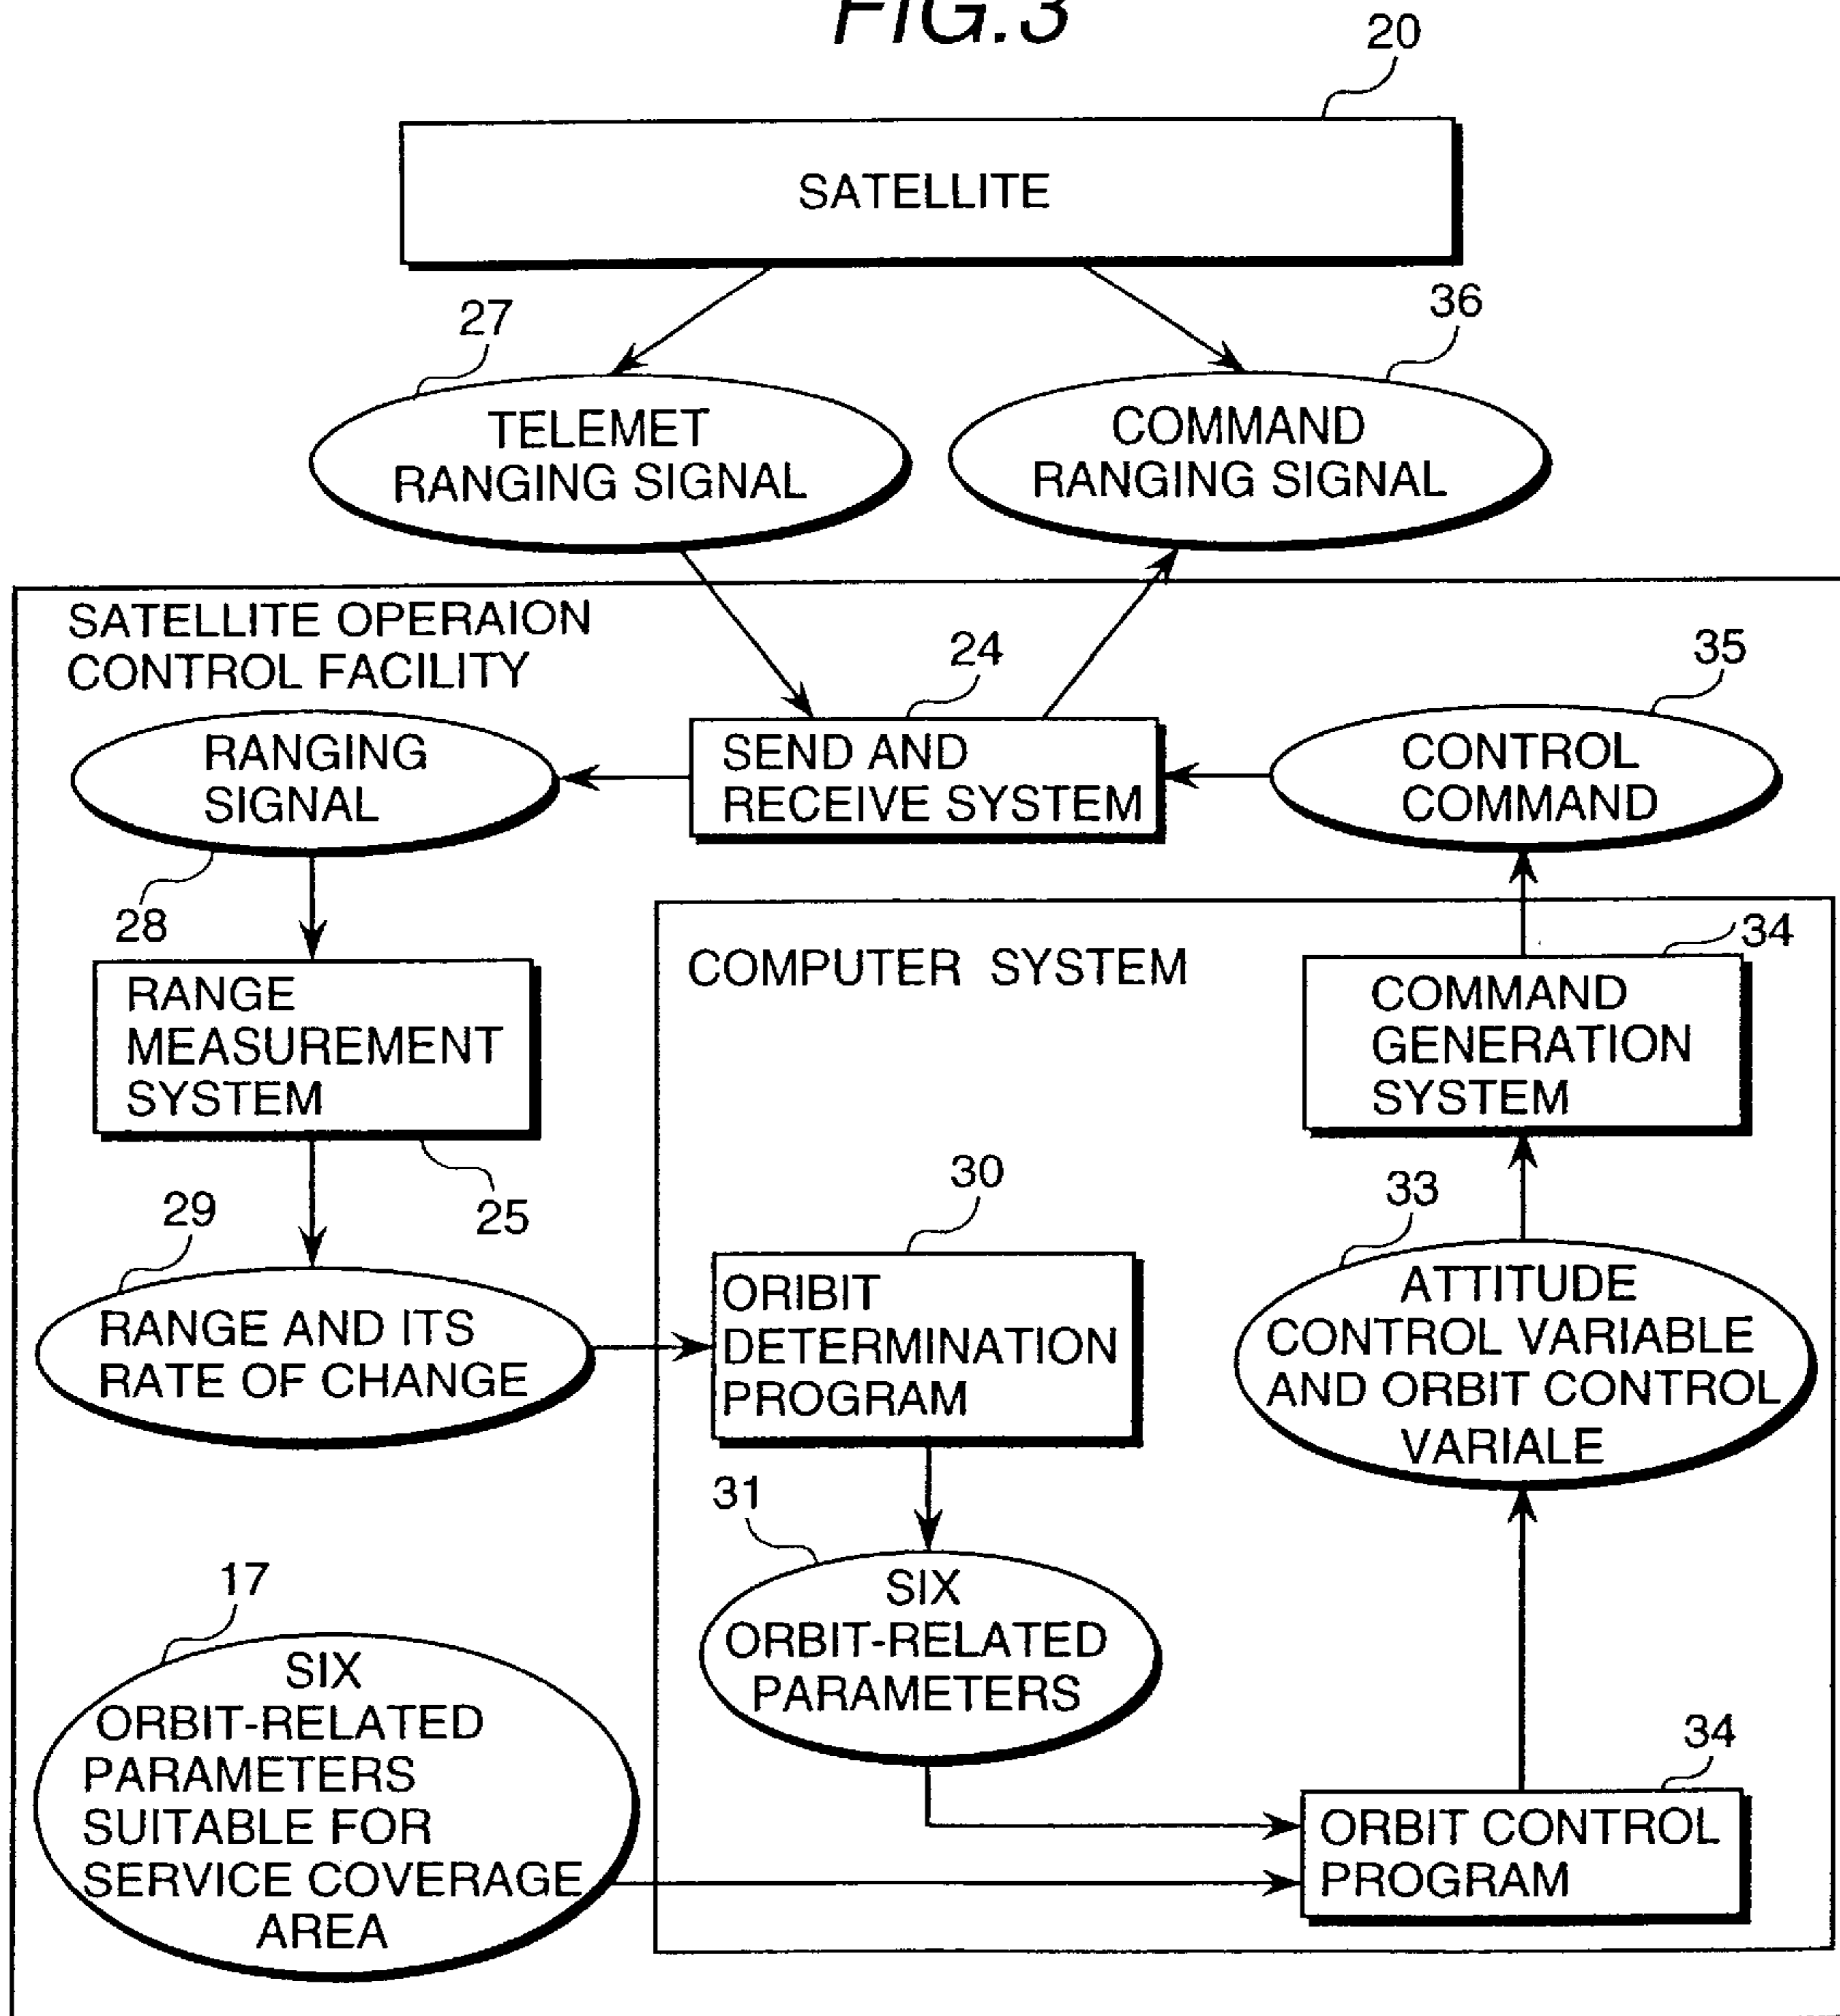 FIG.3
20
SATELLITE
27
36
TELEMET
RANGING SIGNAL
COMMAND
RANGING SIGNAL
SATELLITE OPERAION
CONTROL FACILITY
24
35
RANGING
SIGNAL
SEND AND
RECEIVE SYSTEM
CONTROL
COMMAND
28
34
COMPUTER SYSTEM
RANGE
MEASUREMENT
SYSTEM
COMMAND
GENERATION
SYSTEM
25
29
30
33
RANGE AND ITS
RATE OF CHANGE
ORIBIT
DETERMINATION
PROGRAM
ATTITUDE
CONTROL VARIABLE
AND ORBIT CONTROL
VARIALE
31
17
SIX
ORBIT-RELATED
PARAMETERS
SIX
ORBIT-RELATED
PARAMETERS
SUITABLE FOR
SERVICE COVERAGE
AREA
34
ORBIT CONTROL
PROGRAM